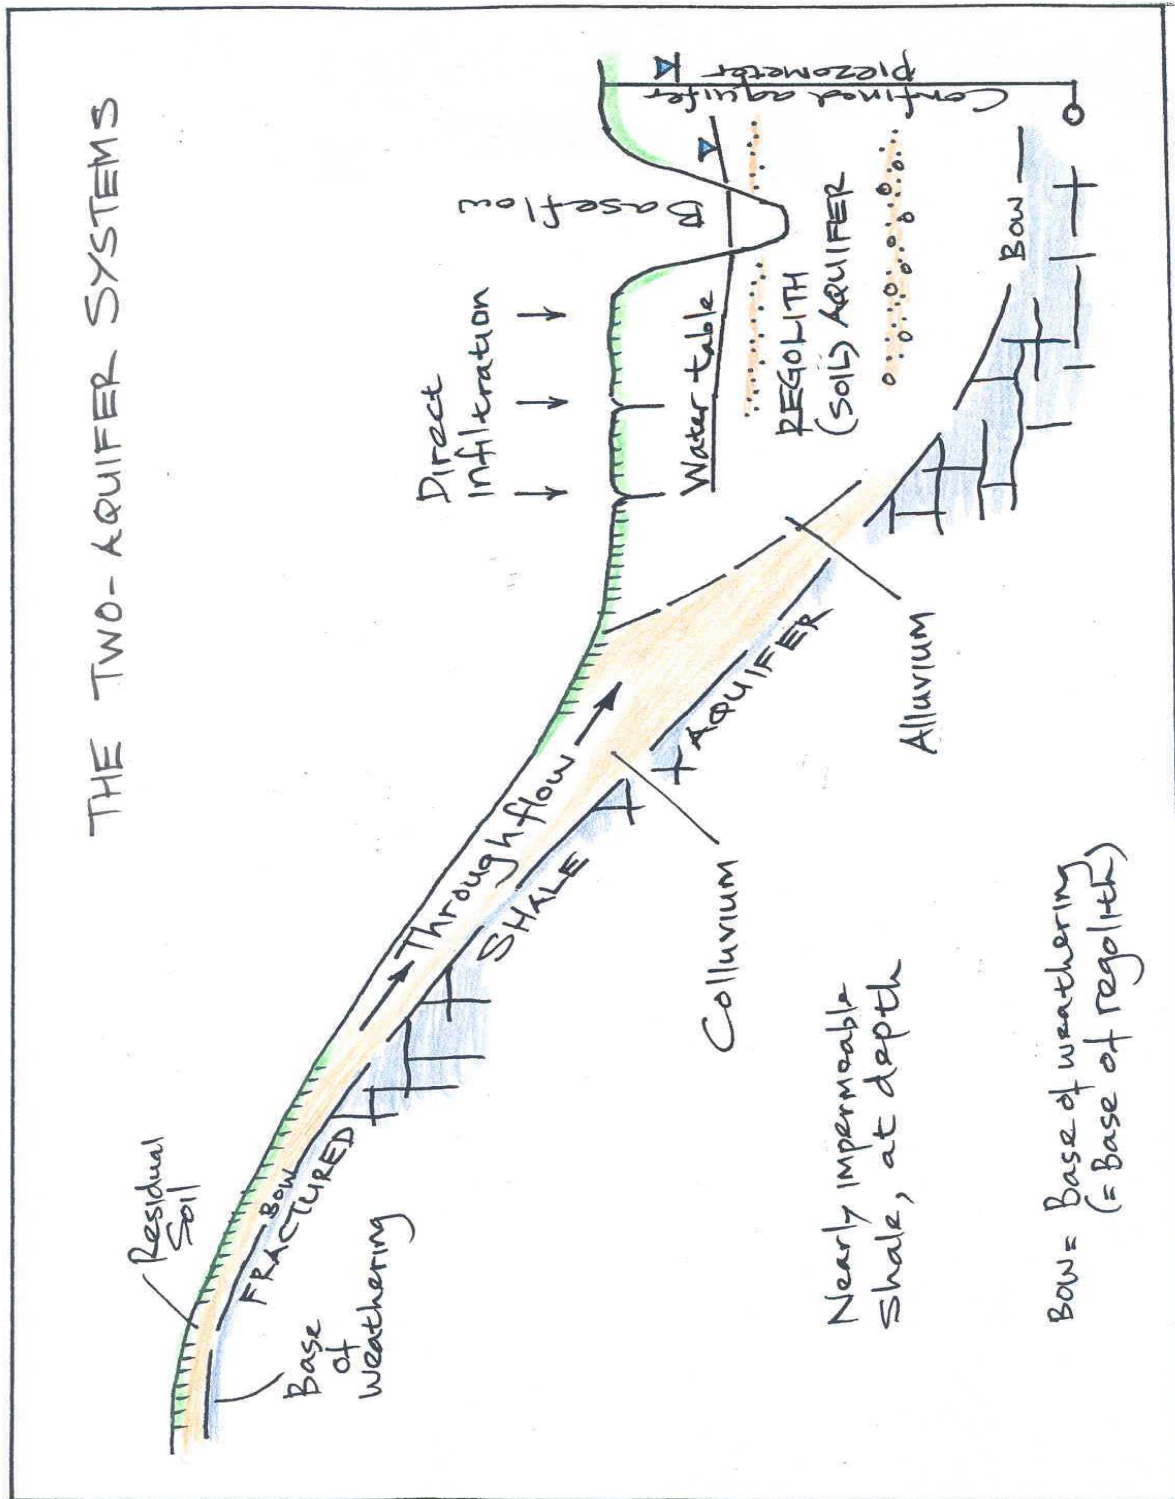 THE TWO-AQUIFER SYSTEMS
Residual
Soil
Base
of
weathering
BOW
FRACTURED
SHALE
AQUIFER
Throughflow
Colluvium
Alluvium
Direct
infiltration
Baseflow
Water table
REGOLITH
(SOIL) AQUIFER
Confined aquifer
piezometer
BOW
Nearly impermeable
Shale, at depth
BOW = Base of weathering
(= Base of regolith)